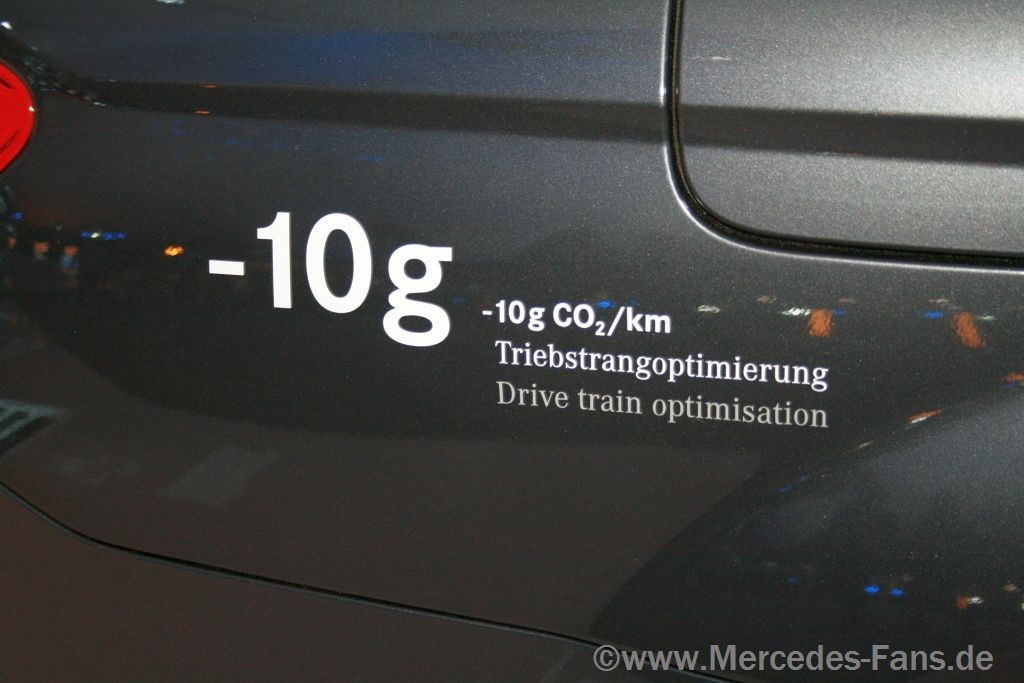 -10g
-10g CO₂/km
Triebstrangoptimierung
Drive train optimisation
©www.Mercedes-Fans.de